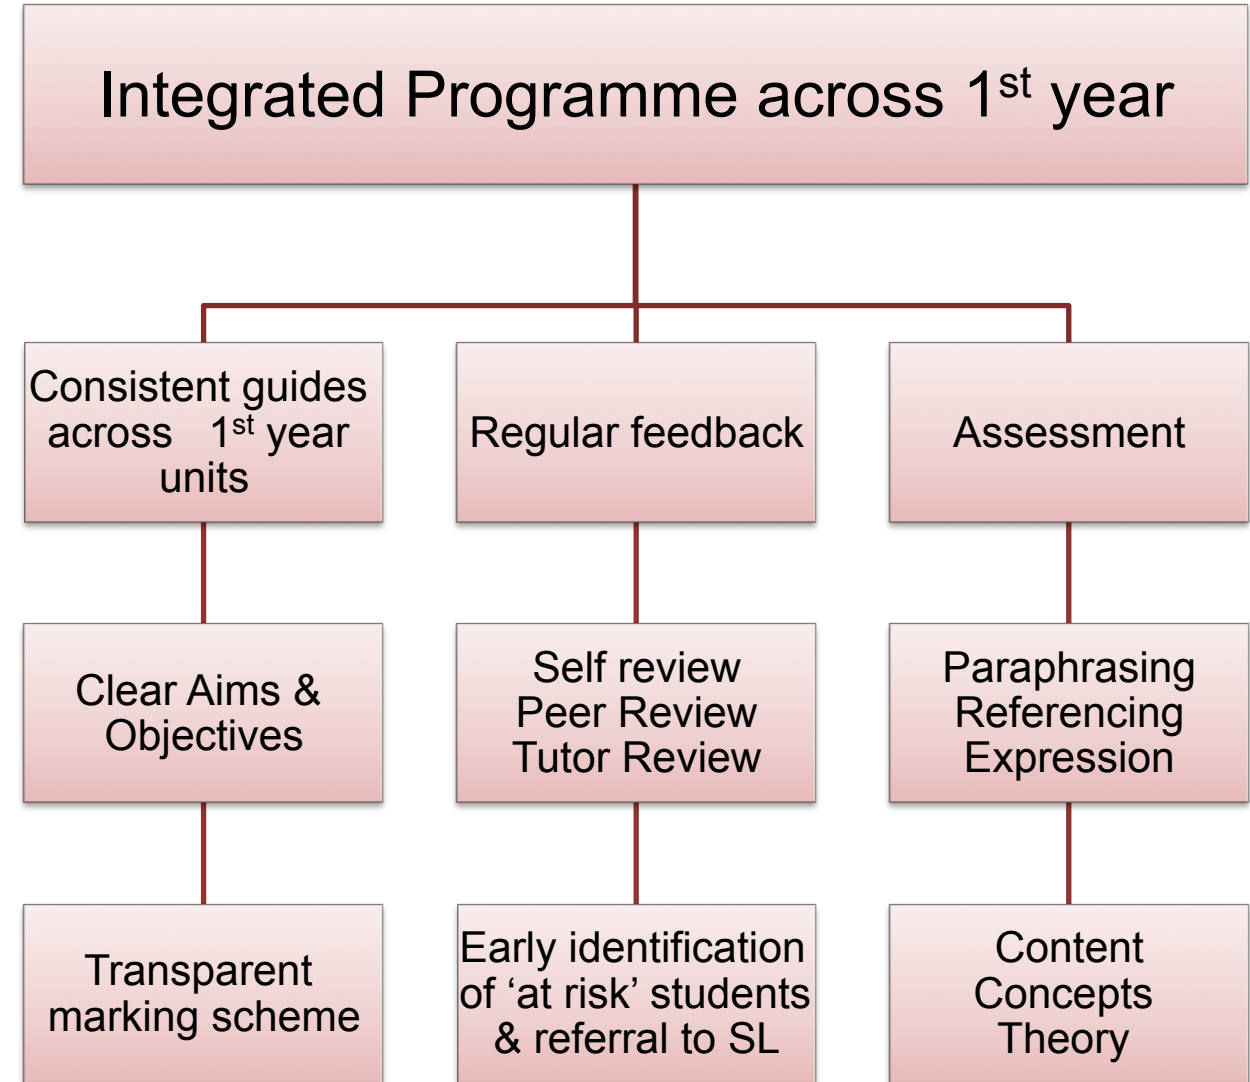 Integrated Programme across 1st year
Consistent guides
across 1st year
units
Regular feedback
Assessment
Clear Aims &
Objectives
Self review
Peer Review
Tutor Review
Paraphrasing
Referencing
Expression
Transparent
marking scheme
Early identification
of ‘at risk’ students
& referral to SL
Content
Concepts
Theory